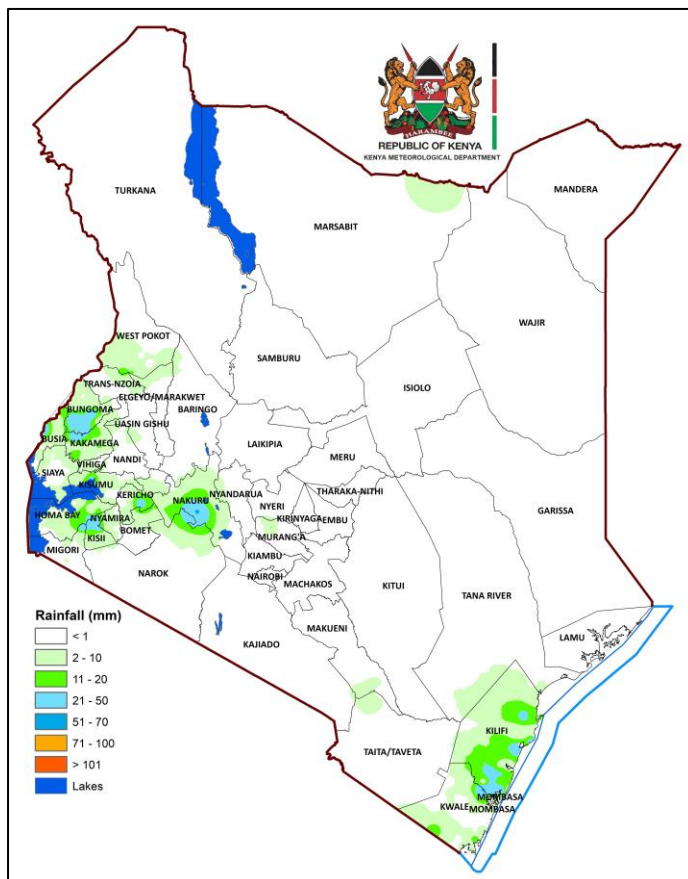 HARAMBEE
REPUBLIC OF KENYA
KENYA METEOROLOGICAL DEPARTMENT
TURKANA
MANDERA
MARSABIT
WAJIR
WEST POKOT
SAMBURU
ISIOLO
TRANS-NZOIA
ELGEYO/MARAKWET
BARINGO
BUNGOMA
UASIN GISHU
BUSIA
KAKAMEGA
LAIKIPIA
MERU
VIHIGA
NANDI
SIAYA
KISUMU
KERICHO
NAKURU
NYANDARUA
THARAKA-NITHI
NYERI
GARISSA
HOMA BAY
NYAMIRA
KIRINYAGA
EMBU
KISII
BOMET
MURANG'A
MIGORI
KIAMBU
NAROK
NAIROBI
MACHAKOS
KITUI
TANA RIVER
MAKUENI
LAMU
KAJIADO
KILIFI
TAITA/TAVETA
MOMBASA
KWALE
MOMBASA
Rainfall (mm)
< 1
2 - 10
11 - 20
21 - 50
51 - 70
71 - 100
> 101
Lakes